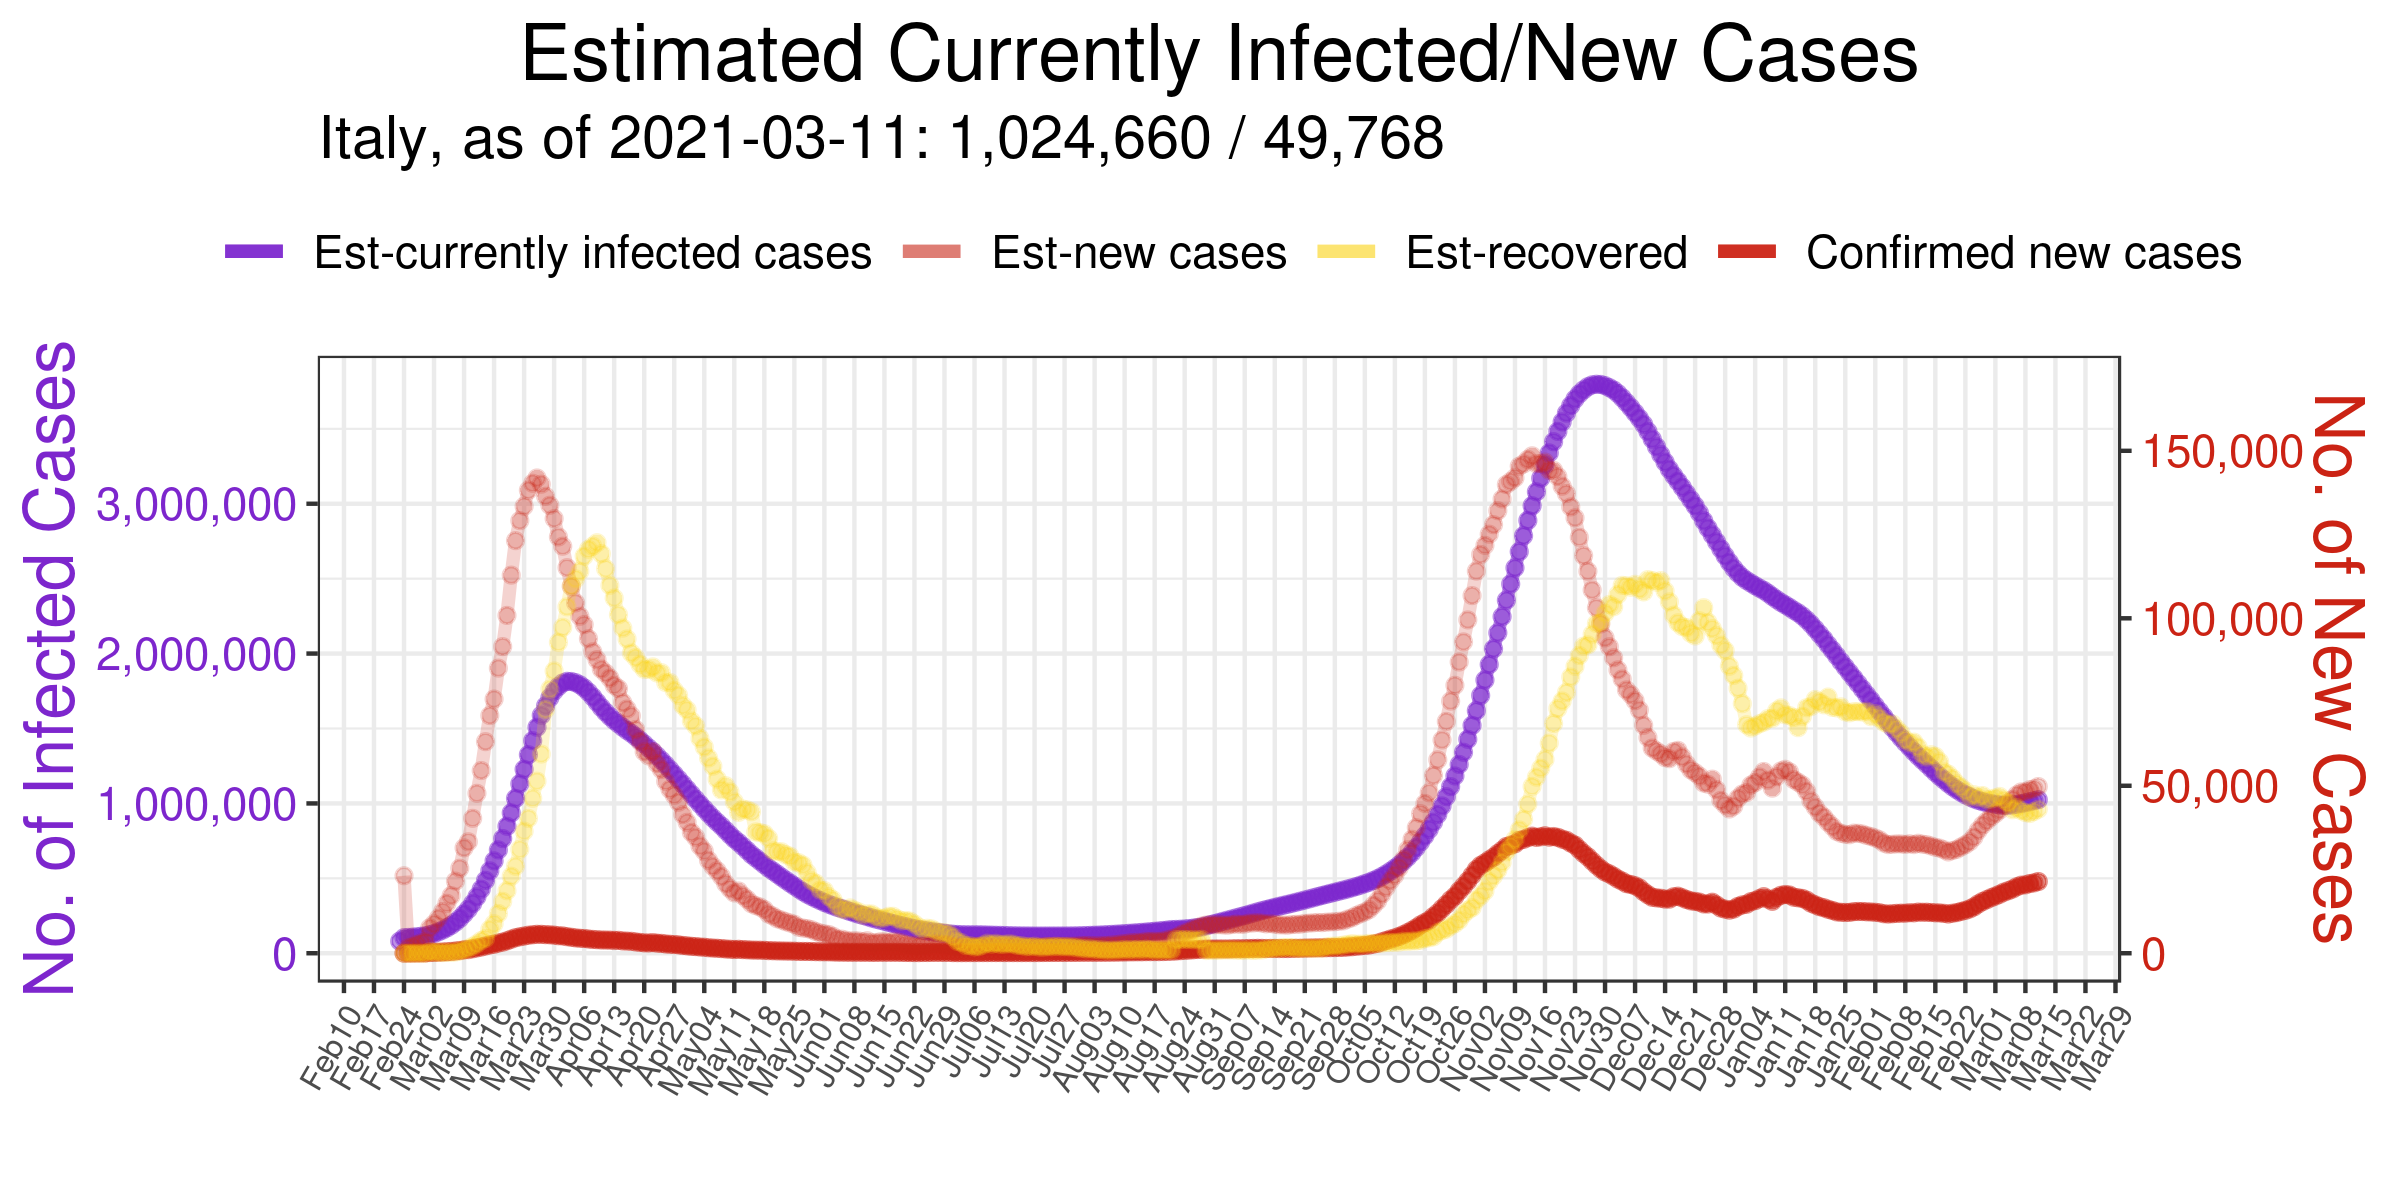 Estimated Currently Infected/New Cases
Italy, as of 2021-03-11: 1,024,660 / 49,768
Est-currently infected cases Est-new cases Est-recovered Confirmed new cases
No. of Infected Cases
3,000,000
2,000,000
1,000,000
0
150,000
100,000
50,000
0
No. of New Cases
Feb10
Feb17
Feb24
Mar02
Mar09
Mar16
Mar23
Mar30
Apr06
Apr13
Apr20
Apr27
May04
May11
May18
May25
Jun01
Jun08
Jun15
Jun22
Jun29
Jul06
Jul13
Jul20
Jul27
Aug03
Aug10
Aug17
Aug24
Aug31
Sep07
Sep14
Sep21
Sep28
Oct05
Oct12
Oct19
Oct26
Nov02
Nov09
Nov16
Nov23
Nov30
Dec07
Dec14
Dec21
Dec28
Jan04
Jan11
Jan18
Jan25
Feb01
Feb08
Feb15
Feb22
Mar01
Mar08
Mar15
Mar22
Mar29